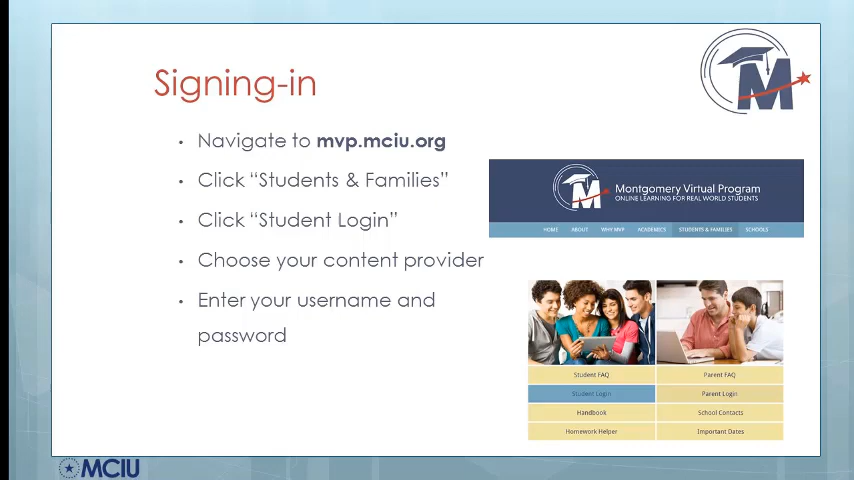 Signing-in
• Navigate to mvp.mciu.org
• Click “Students & Families”
• Click “Student Login”
• Choose your content provider
• Enter your username and
password
M
M
Montgomery Virtual Program
ONLINE LEARNING FOR REAL WORLD STUDENTS
HOME ABOUT WHY MVP ACADEMICS STUDENTS & FAMILIES SCHOOLS
Student FAQ Parent FAQ
Student Login Parent Login
Handbook School Contacts
Homework Helper Important Dates
MCIU